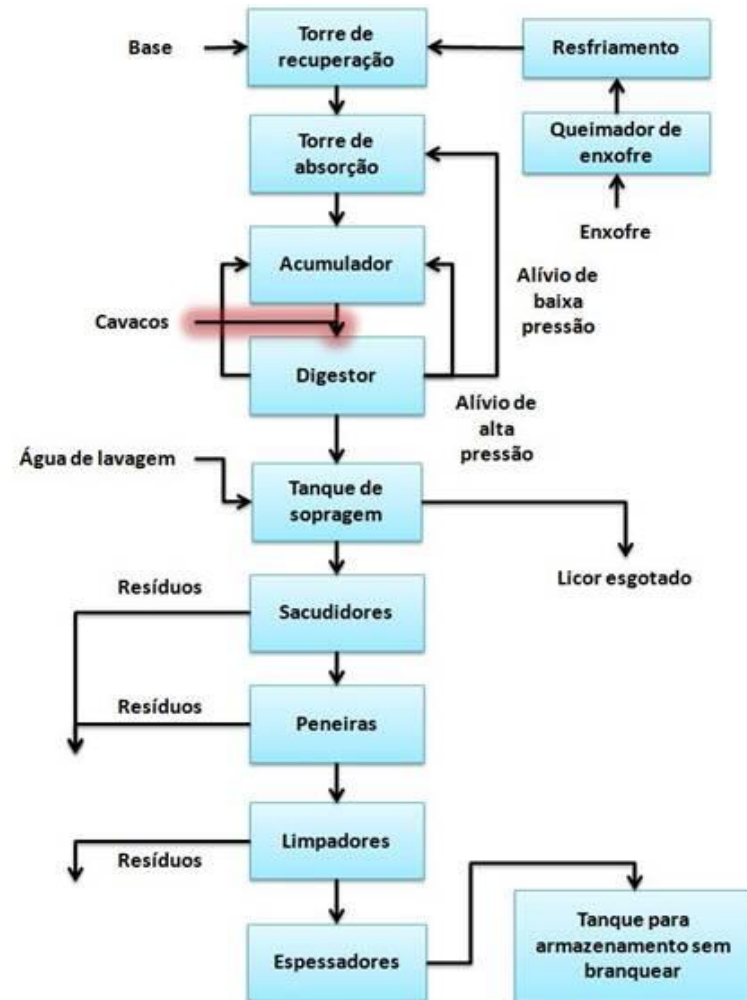 Base
Torre de
recuperação
Resfriamento
Torre de
absorção
Queimador de
enxofre
Enxofre
Acumulador
Alívio de
baixa
pressão
Cavacos
Digestor
Alívio de
alta
pressão
Água de lavagem
Tanque de
sopragem
Licor esgotado
Resíduos
Sacudidores
Resíduos
Peneiras
Resíduos
Limpadores
Espessadores
Tanque para
armazenamento sem
branquear